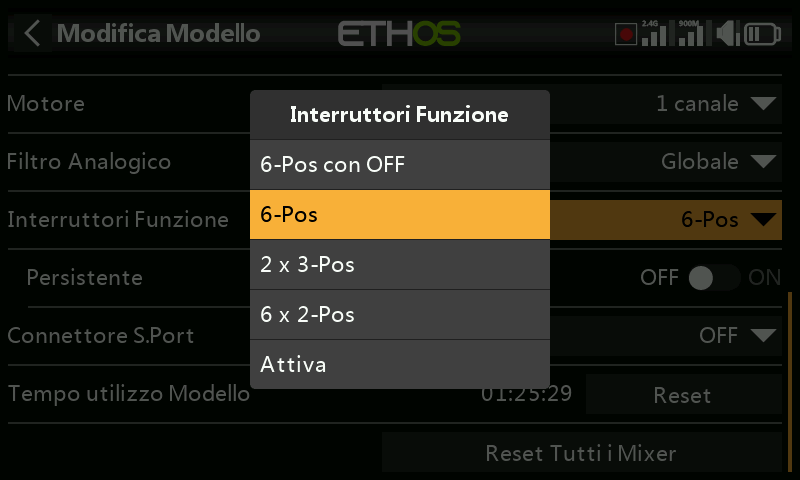 Modifica Modello
ETHOS
2.4G
900M
Motore
1 canale
Interruttori Funzione
6-Pos con OFF
Filtro Analogico
Globale
6-Pos
Interruttori Funzione
6-Pos
2 x 3-Pos
Persistente
OFF
ON
6 x 2-Pos
Connettore S.Port
OFF
Attiva
Tempo utilizzo Modello
01:25:29
Reset
Reset Tutti i Mixer